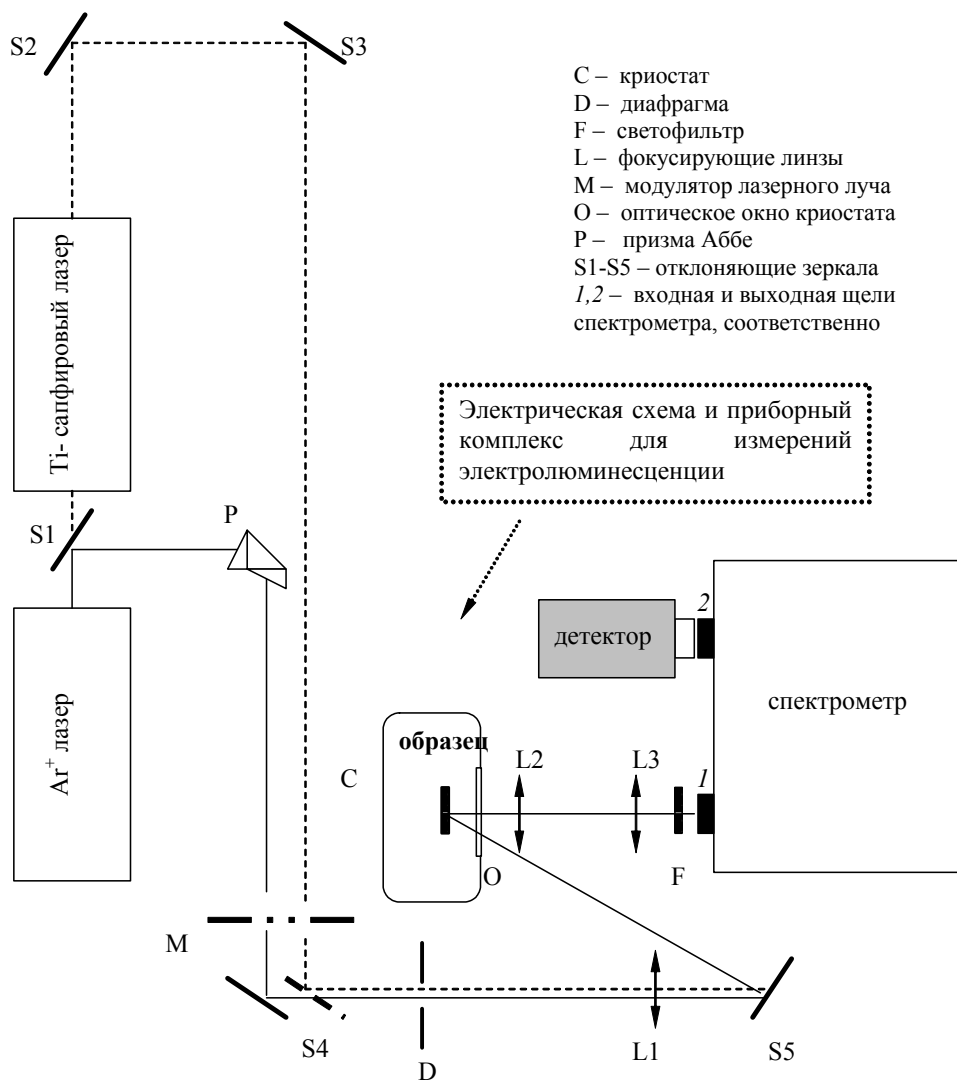 S2
S3
C – криостат
D – диафрагма
F – светофильтр
L – фокусирующие линзы
M – модулятор лазерного луча
O – оптическое окно криостата
P – призма Аббе
S1-S5 – отклоняющие зеркала
1,2 – входная и выходная щели
спектрометра, соответственно
Ti- сапфировый лазер
Электрическая схема и приборный
комплекс для измерений
электролюминесценции
S1
P
Ar⁺ лазер
детектор
2
спектрометр
образец
C
L2
L3
1
O
F
M
S4
D
L1
S5